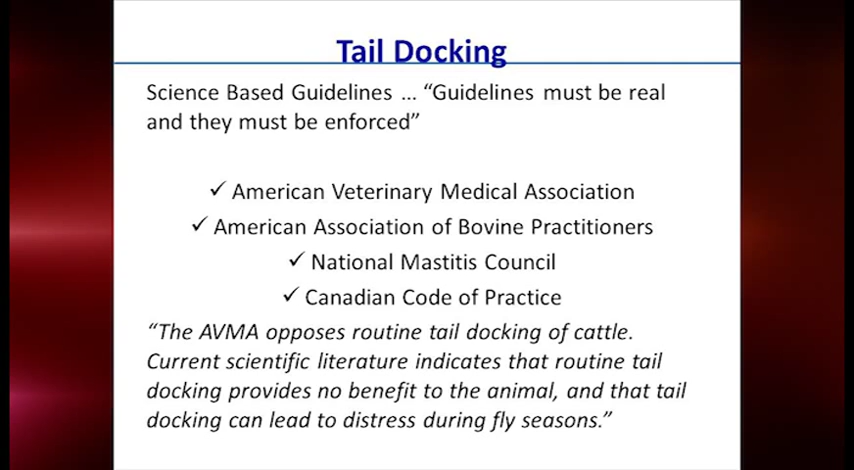 Tail Docking
Science Based Guidelines ... “Guidelines must be real
and they must be enforced”
✓ American Veterinary Medical Association
✓ American Association of Bovine Practitioners
✓ National Mastitis Council
✓ Canadian Code of Practice
“The AVMA opposes routine tail docking of cattle.
Current scientific literature indicates that routine tail
docking provides no benefit to the animal, and that tail
docking can lead to distress during fly seasons.”